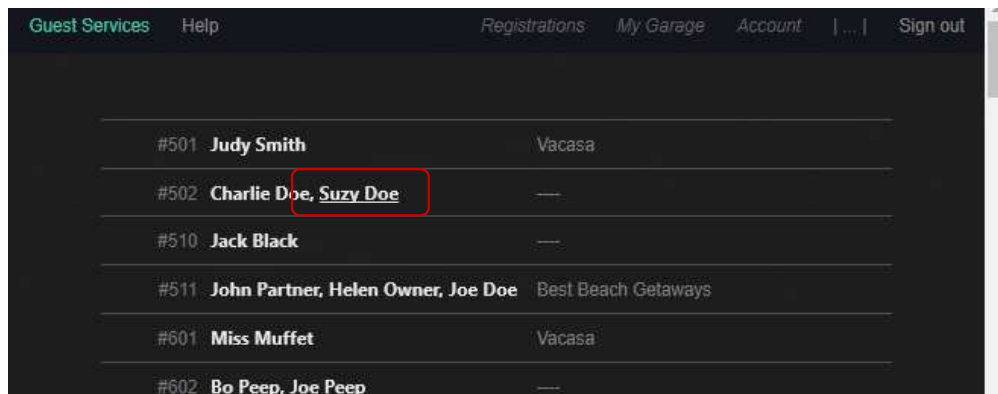 Guest Services Help Registrations My Garage Account |...| Sign out
#501 Judy Smith Vacasa
#502 Charlie Doe, Suzy Doe ----
#510 Jack Black ----
#511 John Partner, Helen Owner, Joe Doe Best Beach Getaways
#601 Miss Muffet Vacasa
#602 Bo Peep, Joe Peep ----